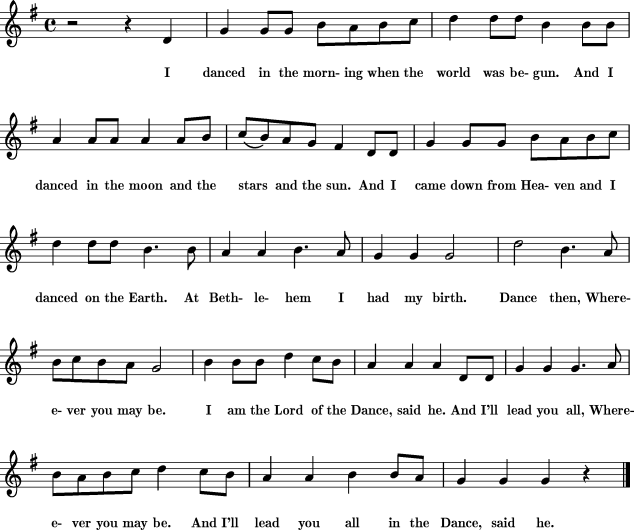 I danced in the morn- ing when the world was be- gun. And I
danced in the moon and the stars and the sun. And I came down from Hea- ven and I
danced on the Earth. At Beth- le- hem I had my birth. Dance then, Where-
e- ver you may be. I am the Lord of the Dance, said he. And I'll lead you all, Where-
e- ver you may be. And I'll lead you all in the Dance, said he.